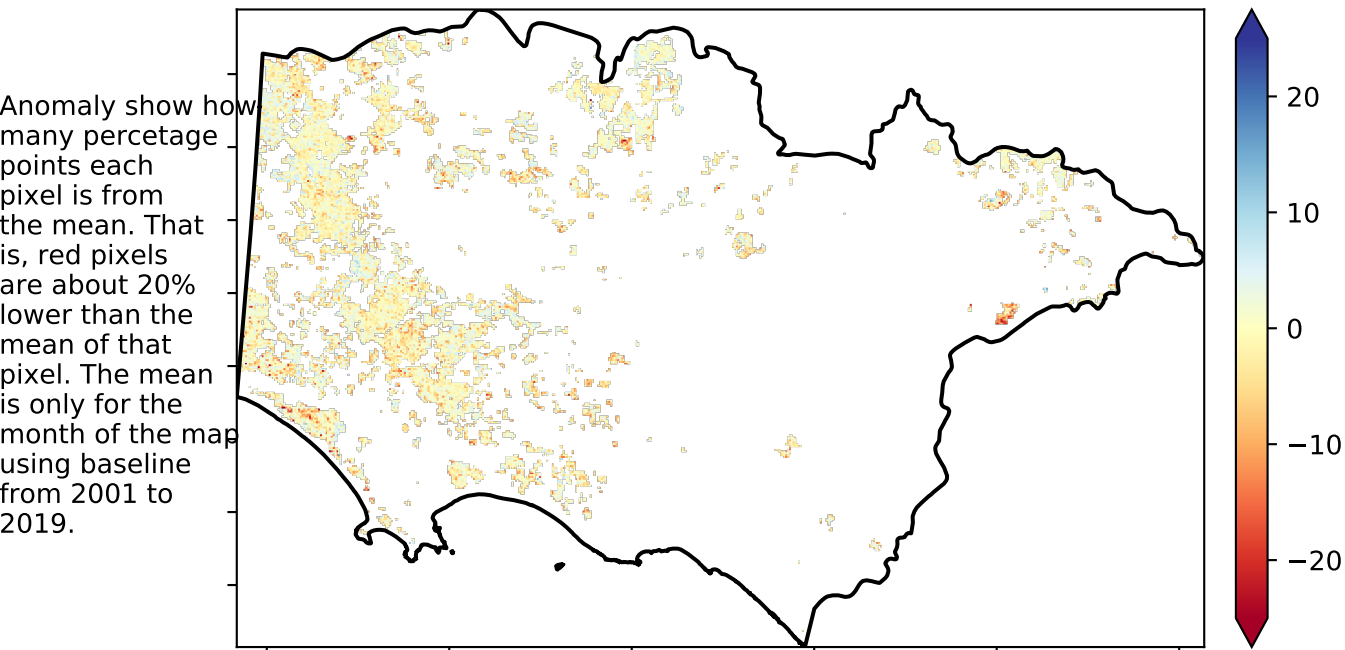 Anomaly show how
many percetage
points each
pixel is from
the mean. That
is, red pixels
are about 20%
lower than the
mean of that
pixel. The mean
is only for the
month of the map
using baseline
from 2001 to
2019.
20
10
0
−10
−20